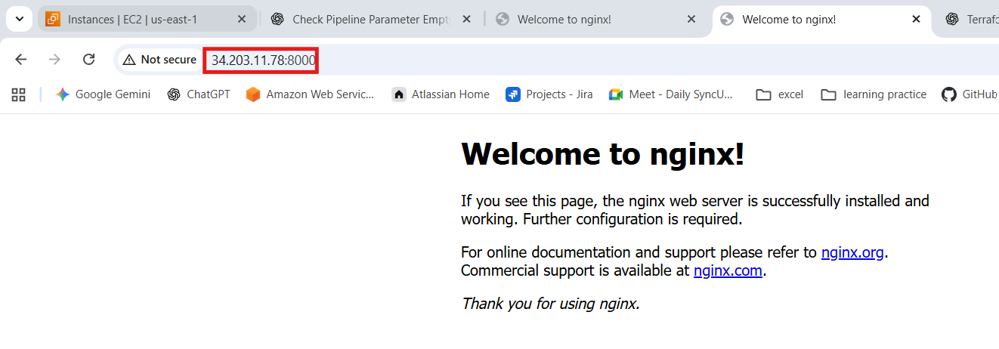 Instances | EC2 | us-east-1
Check Pipeline Parameter Empt
Welcome to nginx!
Welcome to nginx!
Terrafo
Not secure
34.203.11.78:8000
Google Gemini
ChatGPT
Amazon Web Servic...
Atlassian Home
Projects - Jira
Meet - Daily SyncU...
excel
learning practice
GitHub
Welcome to nginx!
If you see this page, the nginx web server is successfully installed and
working. Further configuration is required.
For online documentation and support please refer to nginx.org.
Commercial support is available at nginx.com.
Thank you for using nginx.